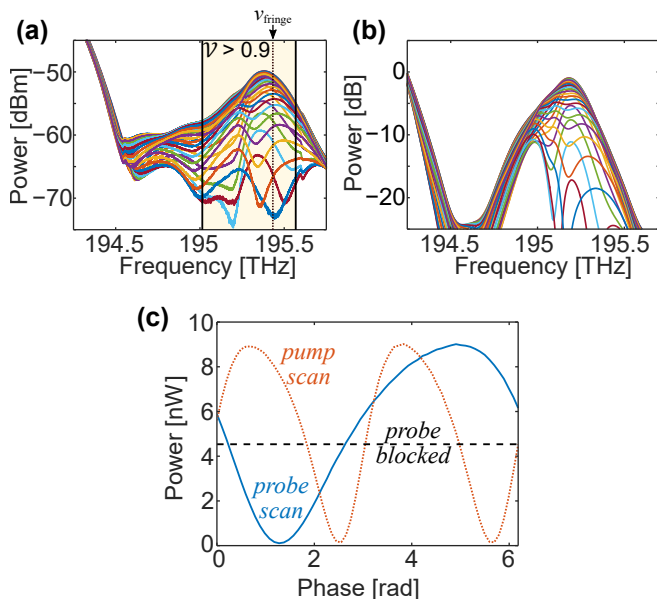 (a)
ν_fringe
𝒱 > 0.9
Power [dBm]
−50
−60
−70
194.5
195
195.5
Frequency [THz]
(b)
Power [dB]
0
−10
−20
194.5
195
195.5
Frequency [THz]
(c)
Power [nW]
10
8
6
4
2
0
pump
scan
probe
blocked
probe
scan
0
2
4
6
Phase [rad]